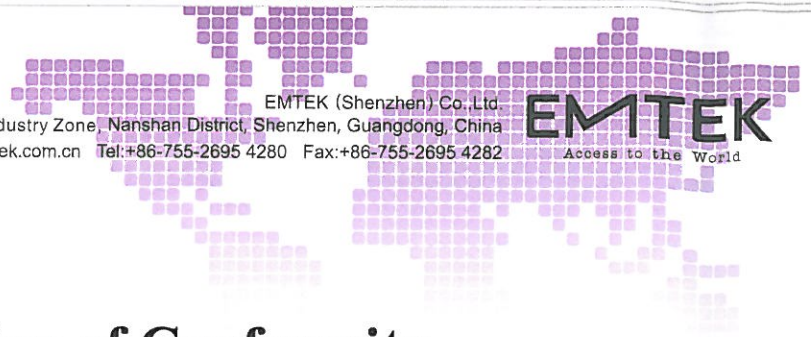 EMTEK (Shenzhen) Co.,Ltd.
Zone, Nanshan District, Shenzhen, Guangdong, China
ek.com.cn Tel:+86-755-2695 4280 Fax:+86-755-2695 4282
EMTEK
Access to the World
of